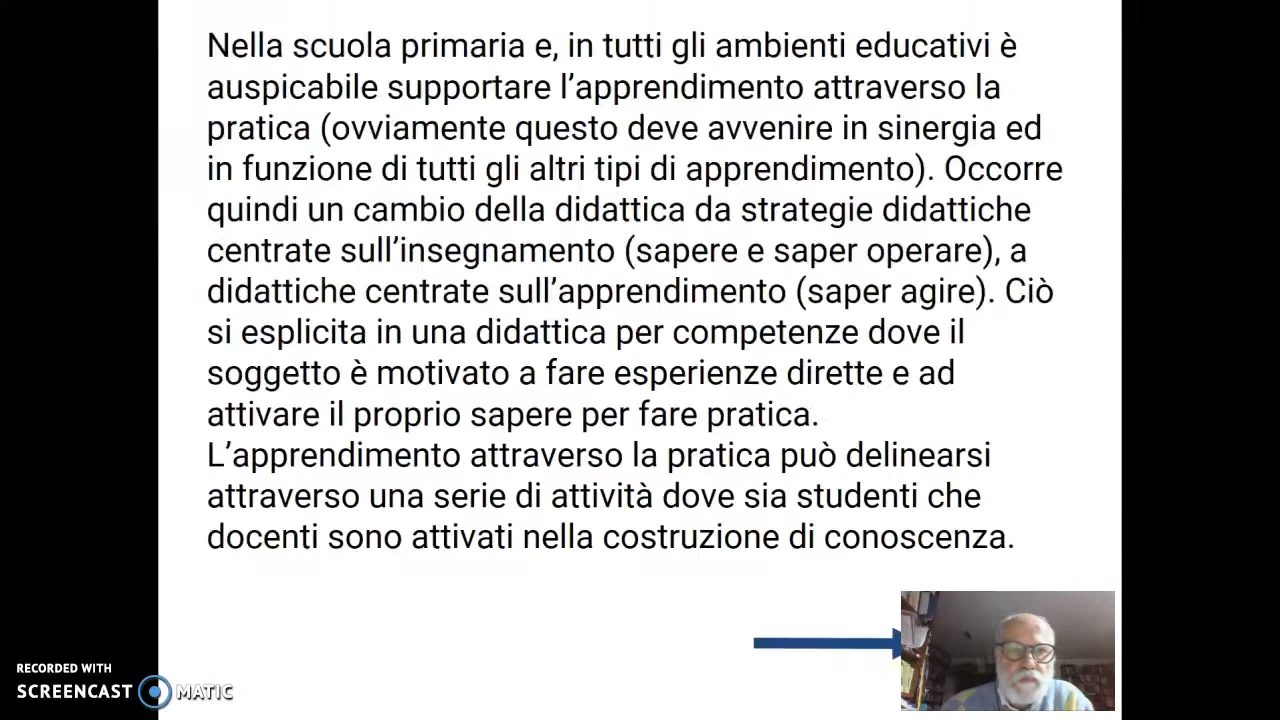 Nella scuola primaria e, in tutti gli ambienti educativi è
auspicabile supportare l’apprendimento attraverso la
pratica (ovviamente questo deve avvenire in sinergia ed
in funzione di tutti gli altri tipi di apprendimento). Occorre
quindi un cambio della didattica da strategie didattiche
centrate sull’insegnamento (sapere e saper operare), a
didattiche centrate sull’apprendimento (saper agire). Ciò
si esplicita in una didattica per competenze dove il
soggetto è motivato a fare esperienze dirette e ad
attivare il proprio sapere per fare pratica.
L’apprendimento attraverso la pratica può delinearsi
attraverso una serie di attività dove sia studenti che
docenti sono attivati nella costruzione di conoscenza.
RECORDED WITH
SCREENCAST MATIC